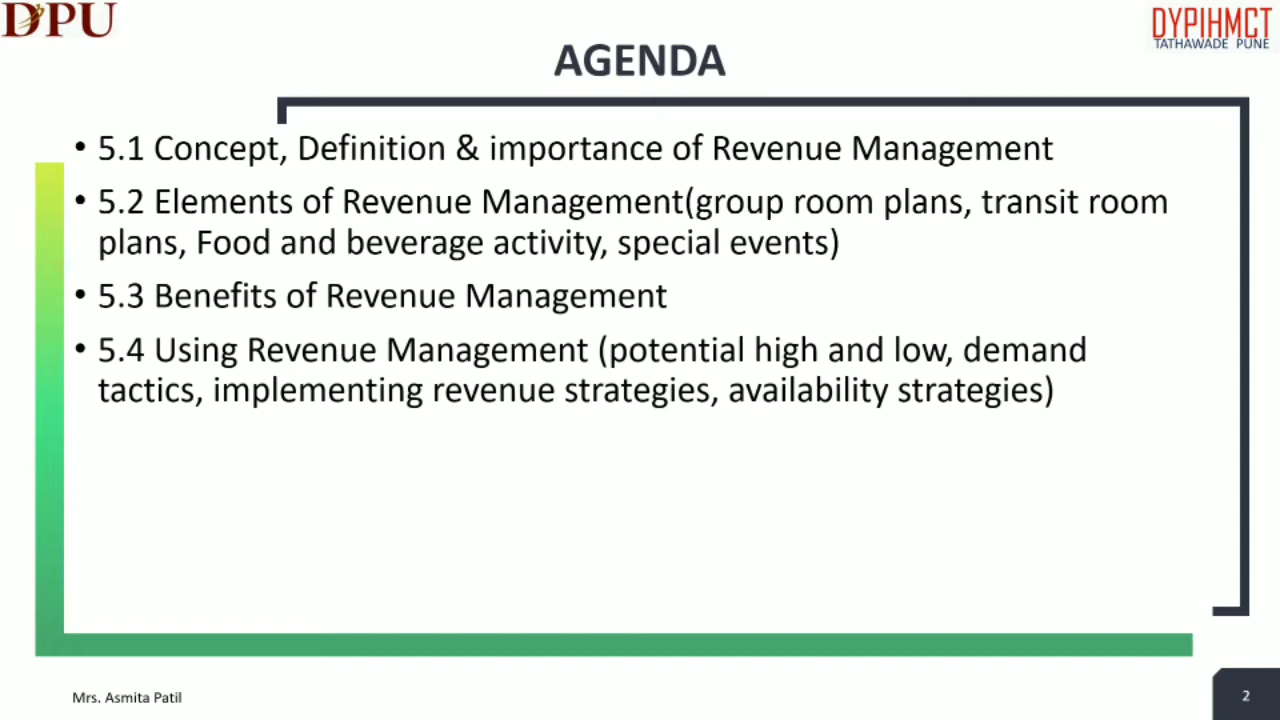 DPU
DYPIHMCT
TATHAWADE PUNE
AGENDA
• 5.1 Concept, Definition & importance of Revenue Management
• 5.2 Elements of Revenue Management(group room plans, transit room
plans, Food and beverage activity, special events)
• 5.3 Benefits of Revenue Management
• 5.4 Using Revenue Management (potential high and low, demand
tactics, implementing revenue strategies, availability strategies)
Mrs. Asmita Patil
2